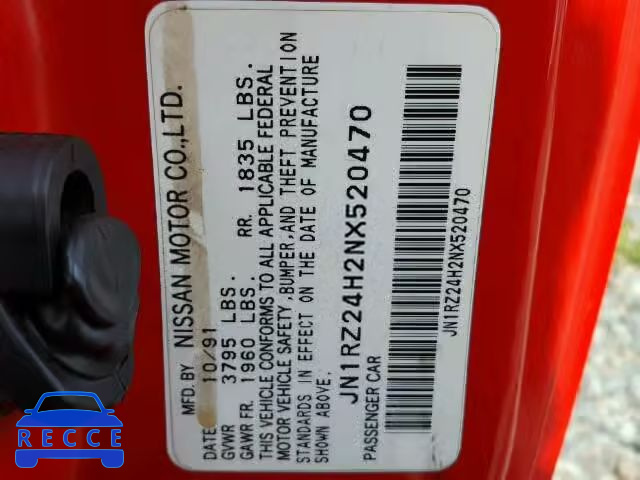 MFD. BY NISSAN MOTOR CO.,LTD.
DATE: 10/91
GVWR 3795 LBS.
GAWR FR. 1960 LBS. RR. 1835 LBS.
THIS VEHICLE CONFORMS TO ALL APPLICABLE FEDERAL
MOTOR VEHICLE SAFETY ,BUMPER,AND THEFT PREVENTION
STANDARDS IN EFFECT ON THE DATE OF MANUFACTURE
SHOWN ABOVE.
JN1RZ24H2NX520470
PASSENGER CAR
JN1RZ24H2NX520470
RECCE